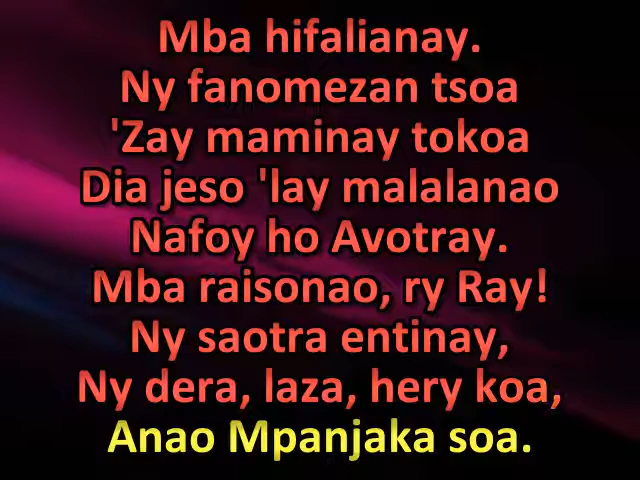 Mba hifalianay.
Ny fanomezan tsoa
'Zay maminay tokoa
Dia jeso 'lay malalanao
Nafoy ho Avotray.
Mba raisonao, ry Ray!
Ny saotra entinay,
Ny dera, laza, hery koa,
Anao Mpanjaka soa.